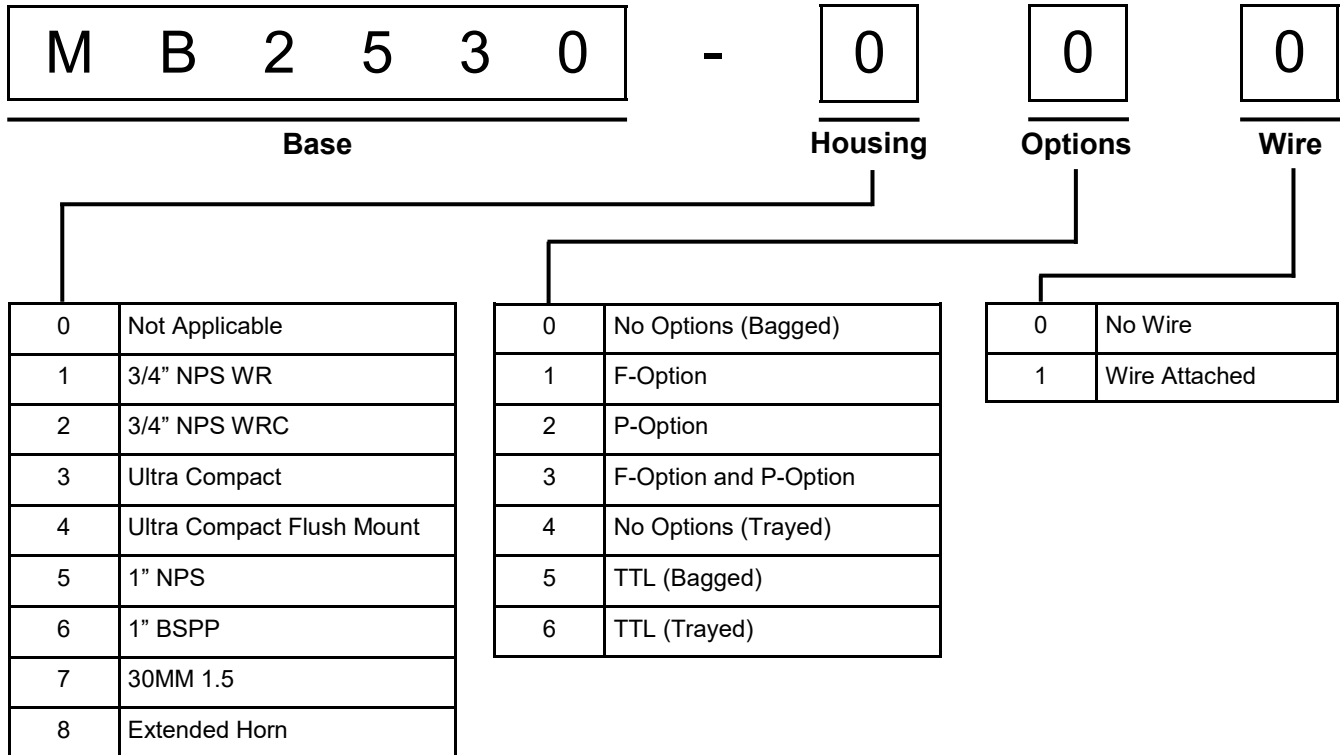 M B 2 5 3 0 - 0 0 0
Base Housing Options Wire
0 Not Applicable
1 3/4” NPS WR
2 3/4” NPS WRC
3 Ultra Compact
4 Ultra Compact Flush Mount
5 1” NPS
6 1” BSPP
7 30MM 1.5
8 Extended Horn
0 No Options (Bagged)
1 F-Option
2 P-Option
3 F-Option and P-Option
4 No Options (Trayed)
5 TTL (Bagged)
6 TTL (Trayed)
0 No Wire
1 Wire Attached